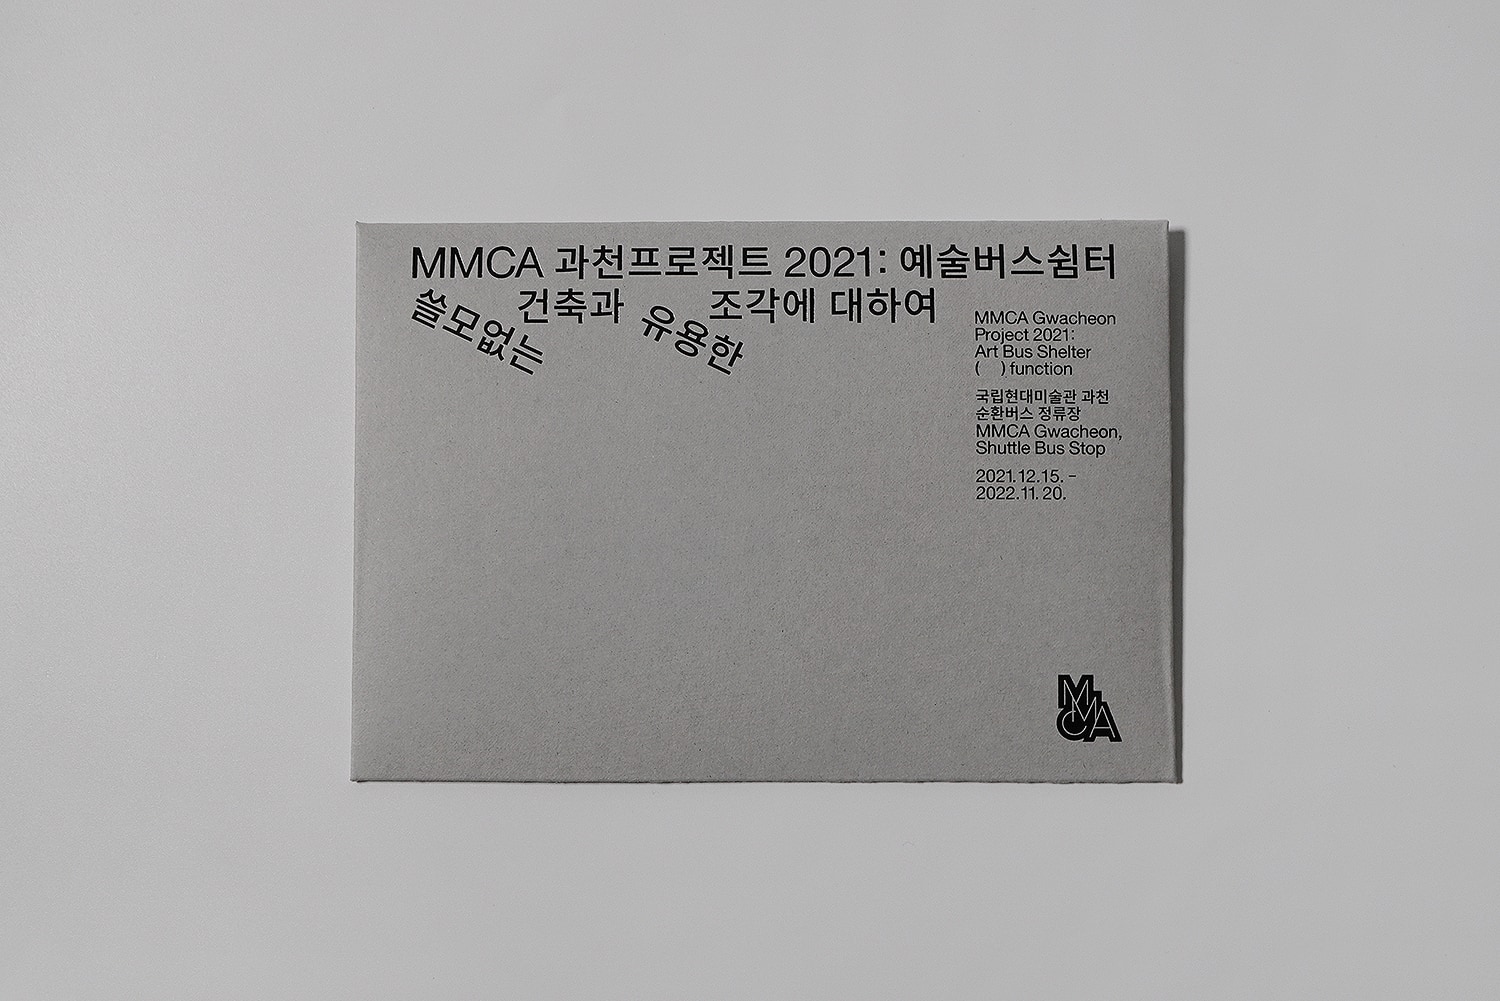 MMCA 과천프로젝트 2021: 예술버스쉼터
쓸모없는 건축과 유용한 조각에 대하여
MMCA Gwacheon
Project 2021:
Art Bus Shelter
(    ) function
국립현대미술관 과천
순환버스 정류장
MMCA Gwacheon,
Shuttle Bus Stop
2021.12.15. –
2022.11.20.
MMCA